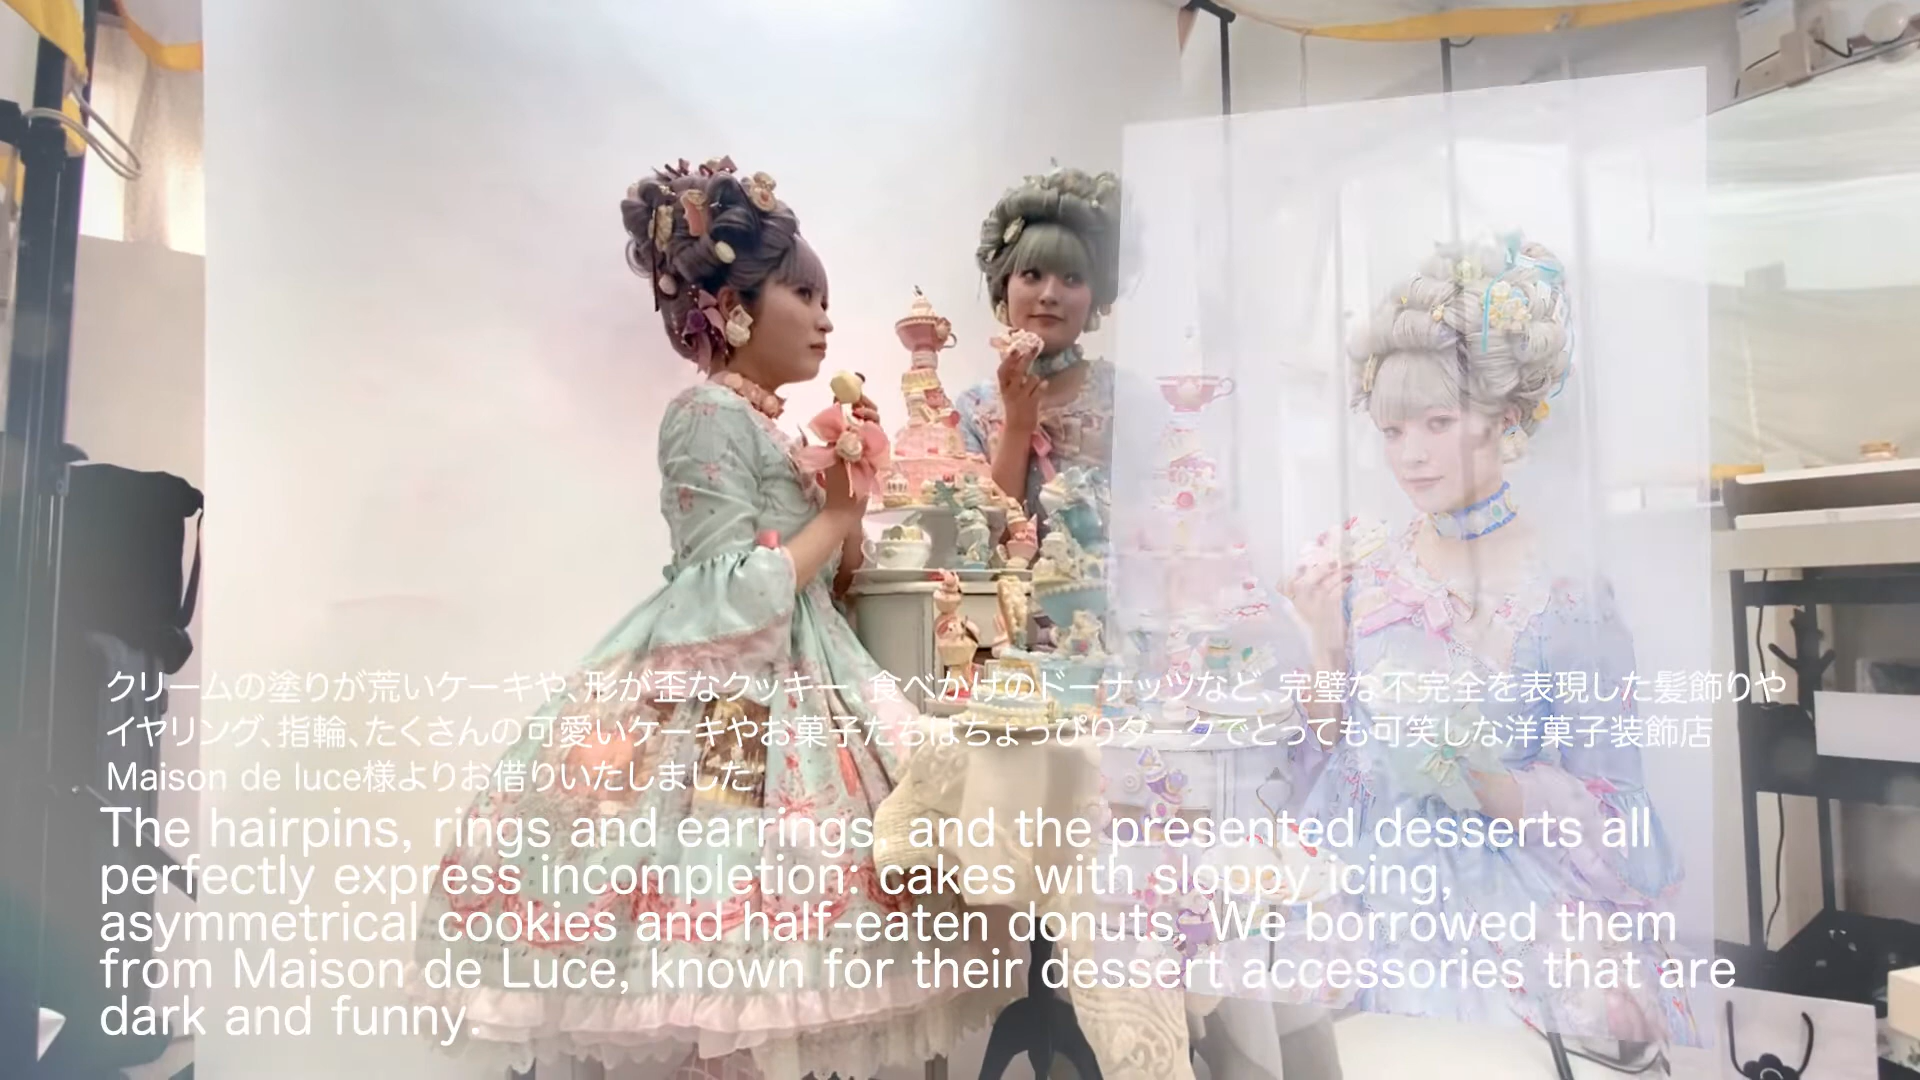 クリームの塗りが荒いケーキや、形が歪なクッキー、食べかけのドーナッツなど、完璧な不完全を表現した髪飾りや
イヤリング、指輪、たくさんの可愛いケーキやお菓子たちはちょっぴりダークでとっても可笑しな洋菓子装飾店
Maison de luce様よりお借りいたしました
The hairpins, rings and earrings, and the presented desserts all
perfectly express incompletion: cakes with sloppy icing,
asymmetrical cookies and half-eaten donuts. We borrowed them
from Maison de Luce, known for their dessert accessories that are
dark and funny.